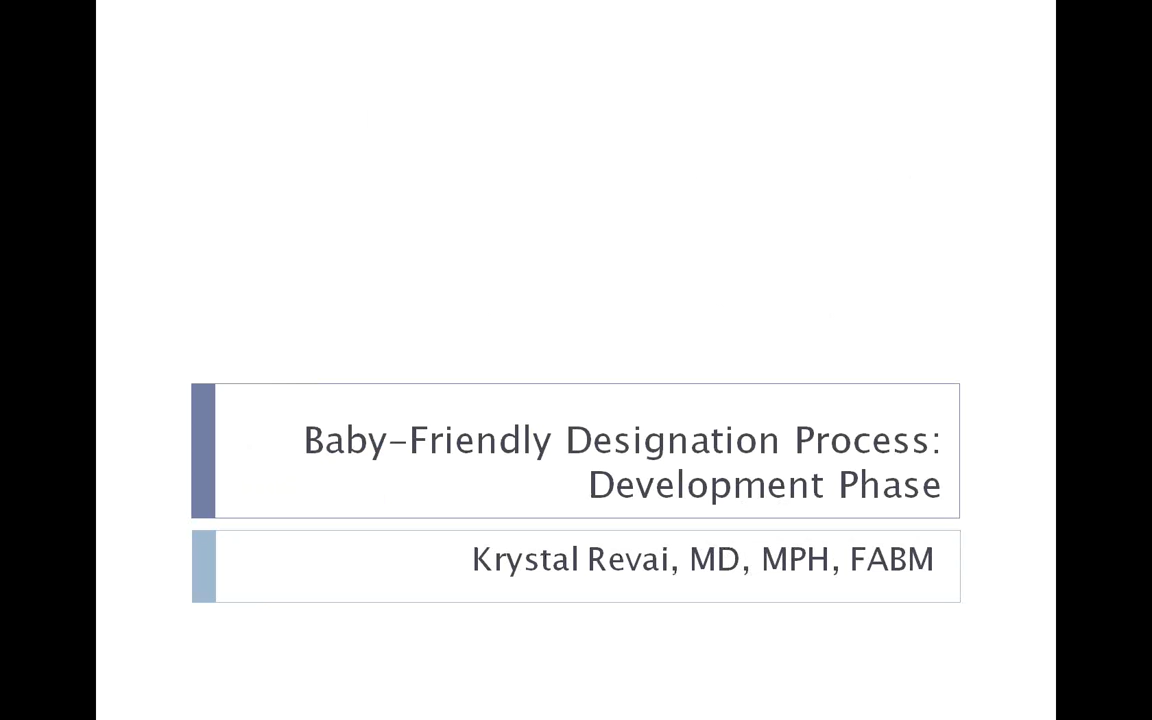 Baby-Friendly Designation Process:
Development Phase
Krystal Revai, MD, MPH, FABM